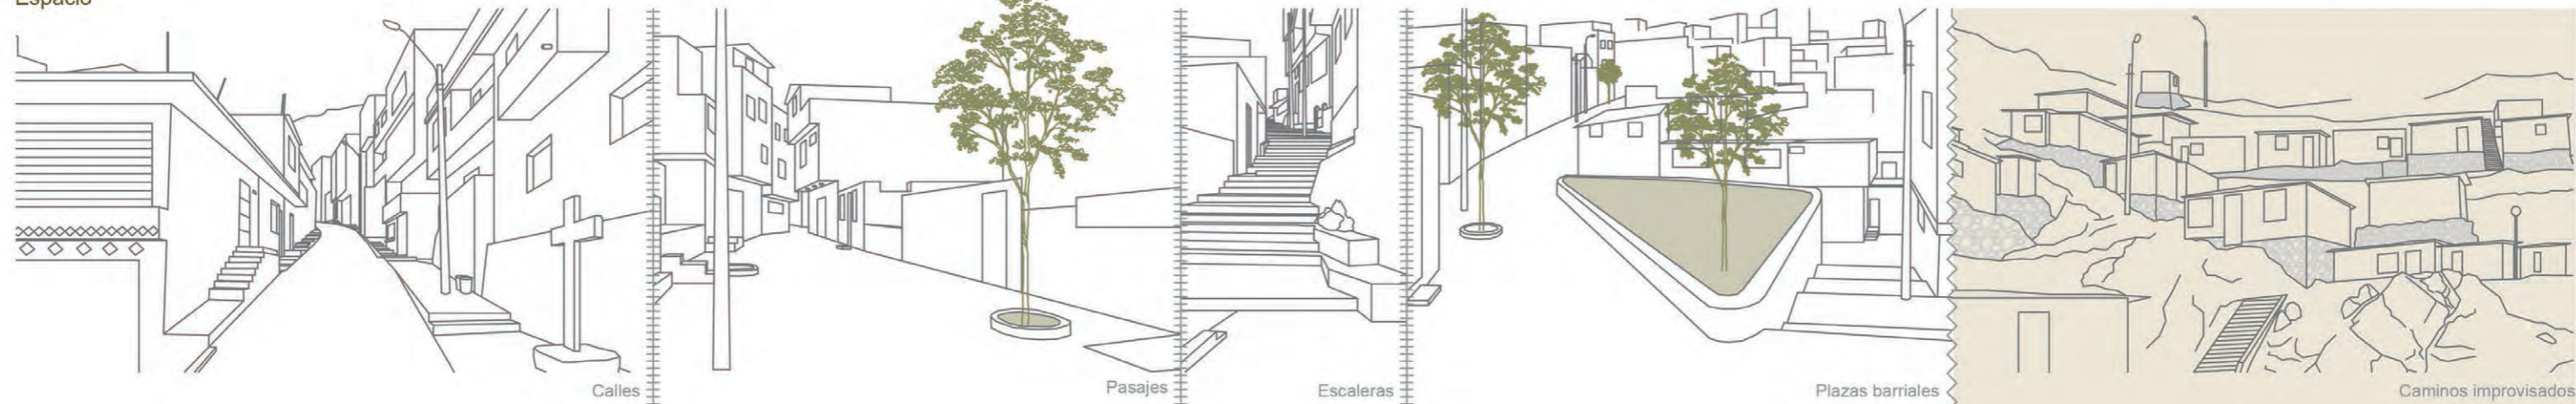 Espacio
Calles
Pasajes
Escaleras
Plazas barriales
Caminos improvisados